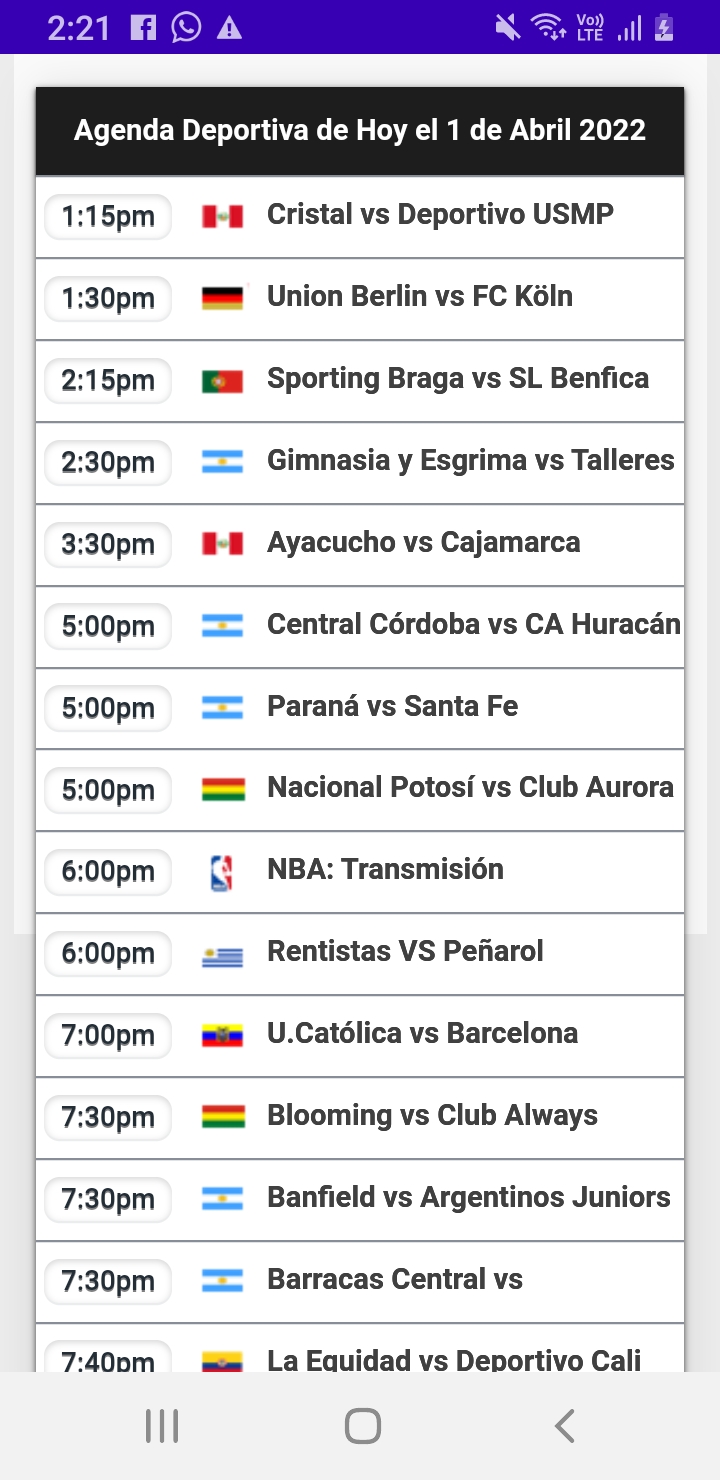 2:21
Vo))
LTE
Agenda Deportiva de Hoy el 1 de Abril 2022
1:15pm Cristal vs Deportivo USMP
1:30pm Union Berlin vs FC Köln
2:15pm Sporting Braga vs SL Benfica
2:30pm Gimnasia y Esgrima vs Talleres
3:30pm Ayacucho vs Cajamarca
5:00pm Central Córdoba vs CA Huracán
5:00pm Paraná vs Santa Fe
5:00pm Nacional Potosí vs Club Aurora
6:00pm NBA: Transmisión
6:00pm Rentistas VS Peñarol
7:00pm U.Católica vs Barcelona
7:30pm Blooming vs Club Always
7:30pm Banfield vs Argentinos Juniors
7:30pm Barracas Central vs
7:40pm La Equidad vs Deportivo Cali